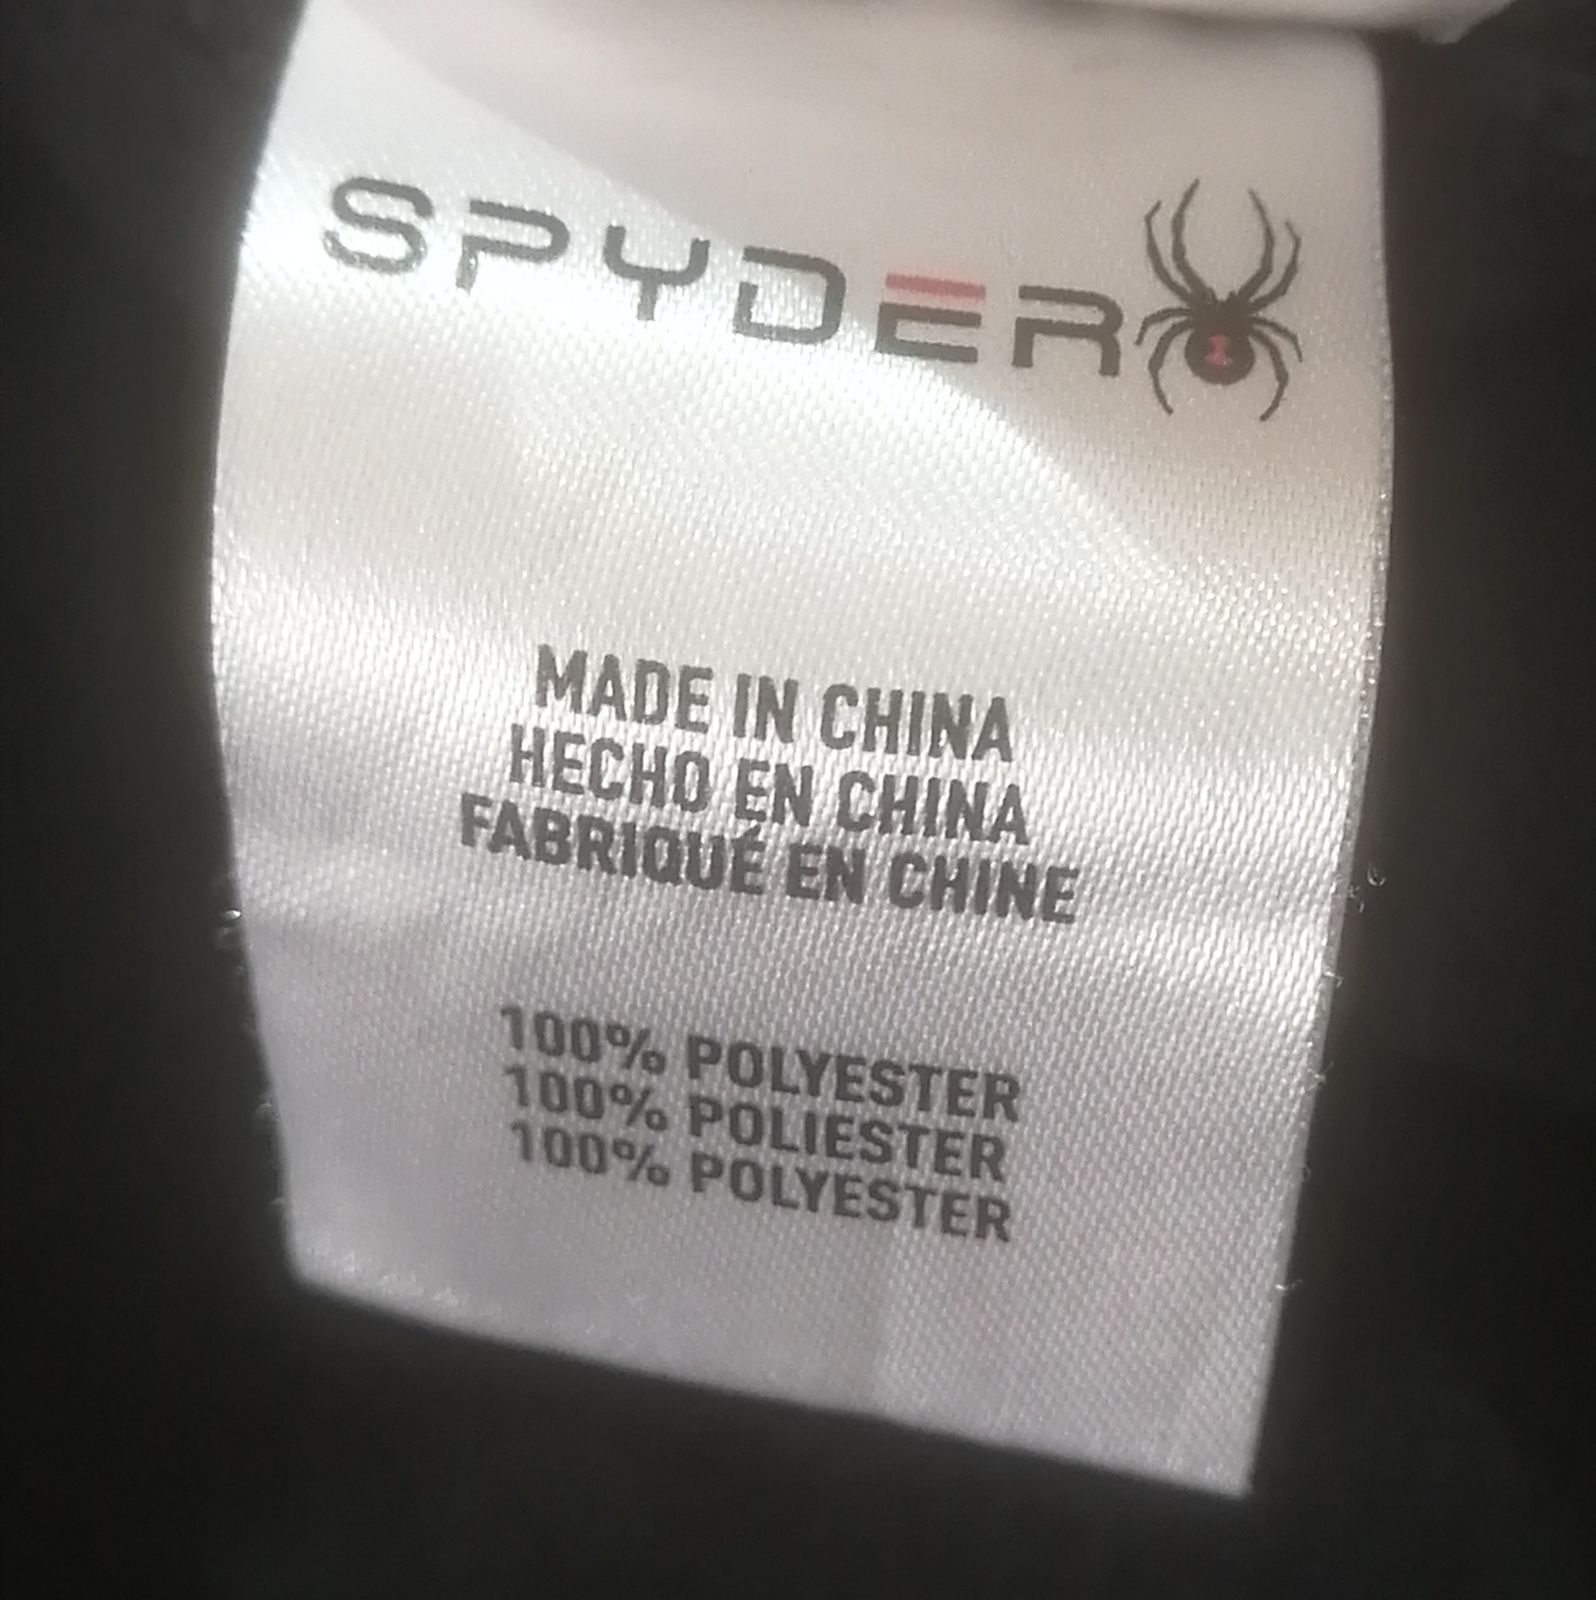 SPYDER
MADE IN CHINA
HECHO EN CHINA
FABRIQUÉ EN CHINE
100% POLYESTER
100% POLIESTER
100% POLYESTER